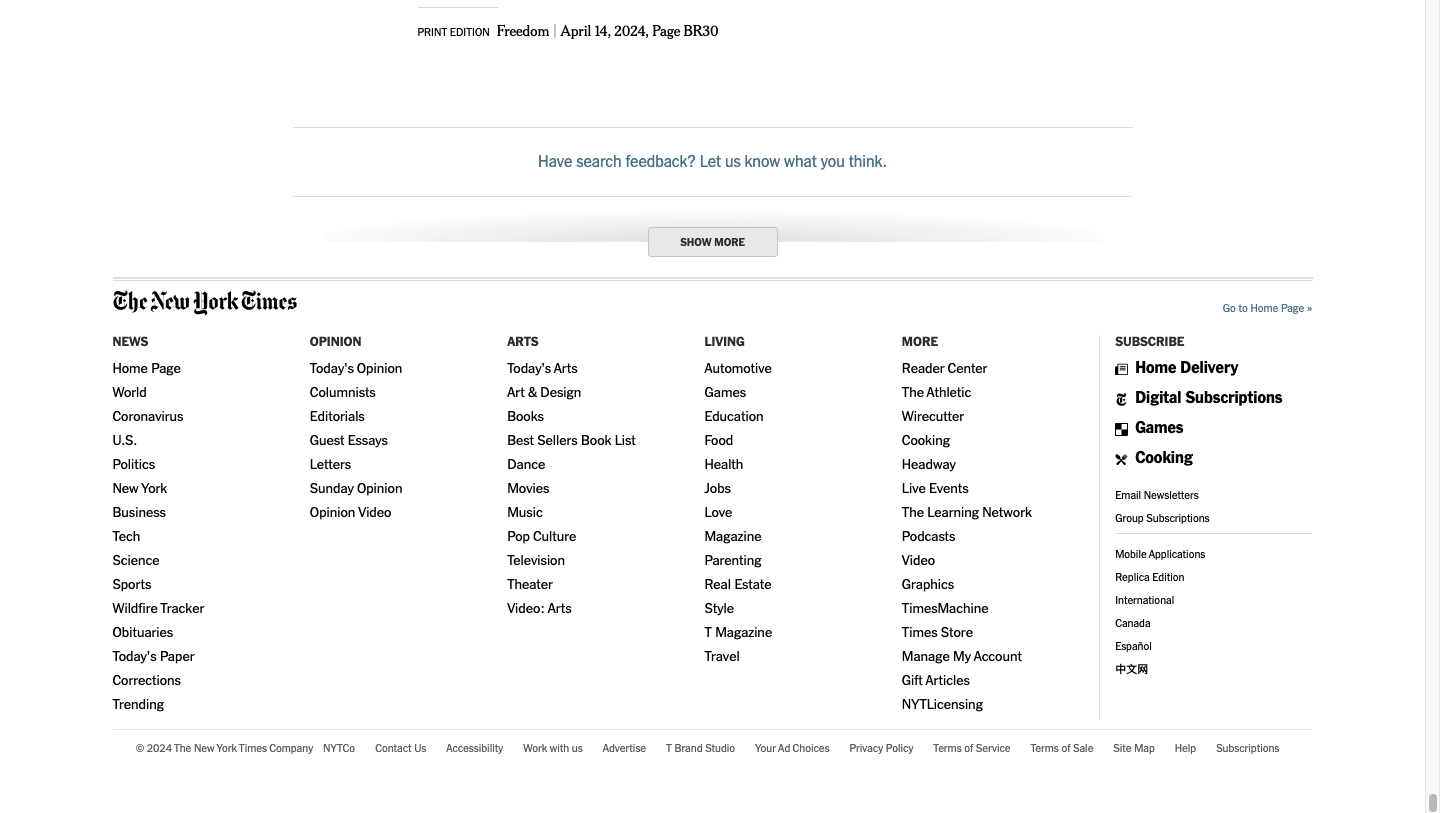 PRINT EDITION Freedom | April 14, 2024, Page BR30
Have search feedback? Let us know what you think.
SHOW MORE
The New York Times
Go to Home Page »
NEWS
Home Page
World
Coronavirus
U.S.
Politics
New York
Business
Tech
Science
Sports
Wildfire Tracker
Obituaries
Today's Paper
Corrections
Trending
OPINION
Today's Opinion
Columnists
Editorials
Guest Essays
Letters
Sunday Opinion
Opinion Video
ARTS
Today's Arts
Art & Design
Books
Best Sellers Book List
Dance
Movies
Music
Pop Culture
Television
Theater
Video: Arts
LIVING
Automotive
Games
Education
Food
Health
Jobs
Love
Magazine
Parenting
Real Estate
Style
T Magazine
Travel
MORE
Reader Center
The Athletic
Wirecutter
Cooking
Headway
Live Events
The Learning Network
Podcasts
Video
Graphics
TimesMachine
Times Store
Manage My Account
Gift Articles
NYTLicensing
SUBSCRIBE
Home Delivery
Digital Subscriptions
Games
Cooking
Email Newsletters
Group Subscriptions
Mobile Applications
Replica Edition
International
Canada
Español
中文网
© 2024 The New York Times Company NYTCo Contact Us Accessibility Work with us Advertise T Brand Studio Your Ad Choices Privacy Policy Terms of Service Terms of Sale Site Map Help Subscriptions